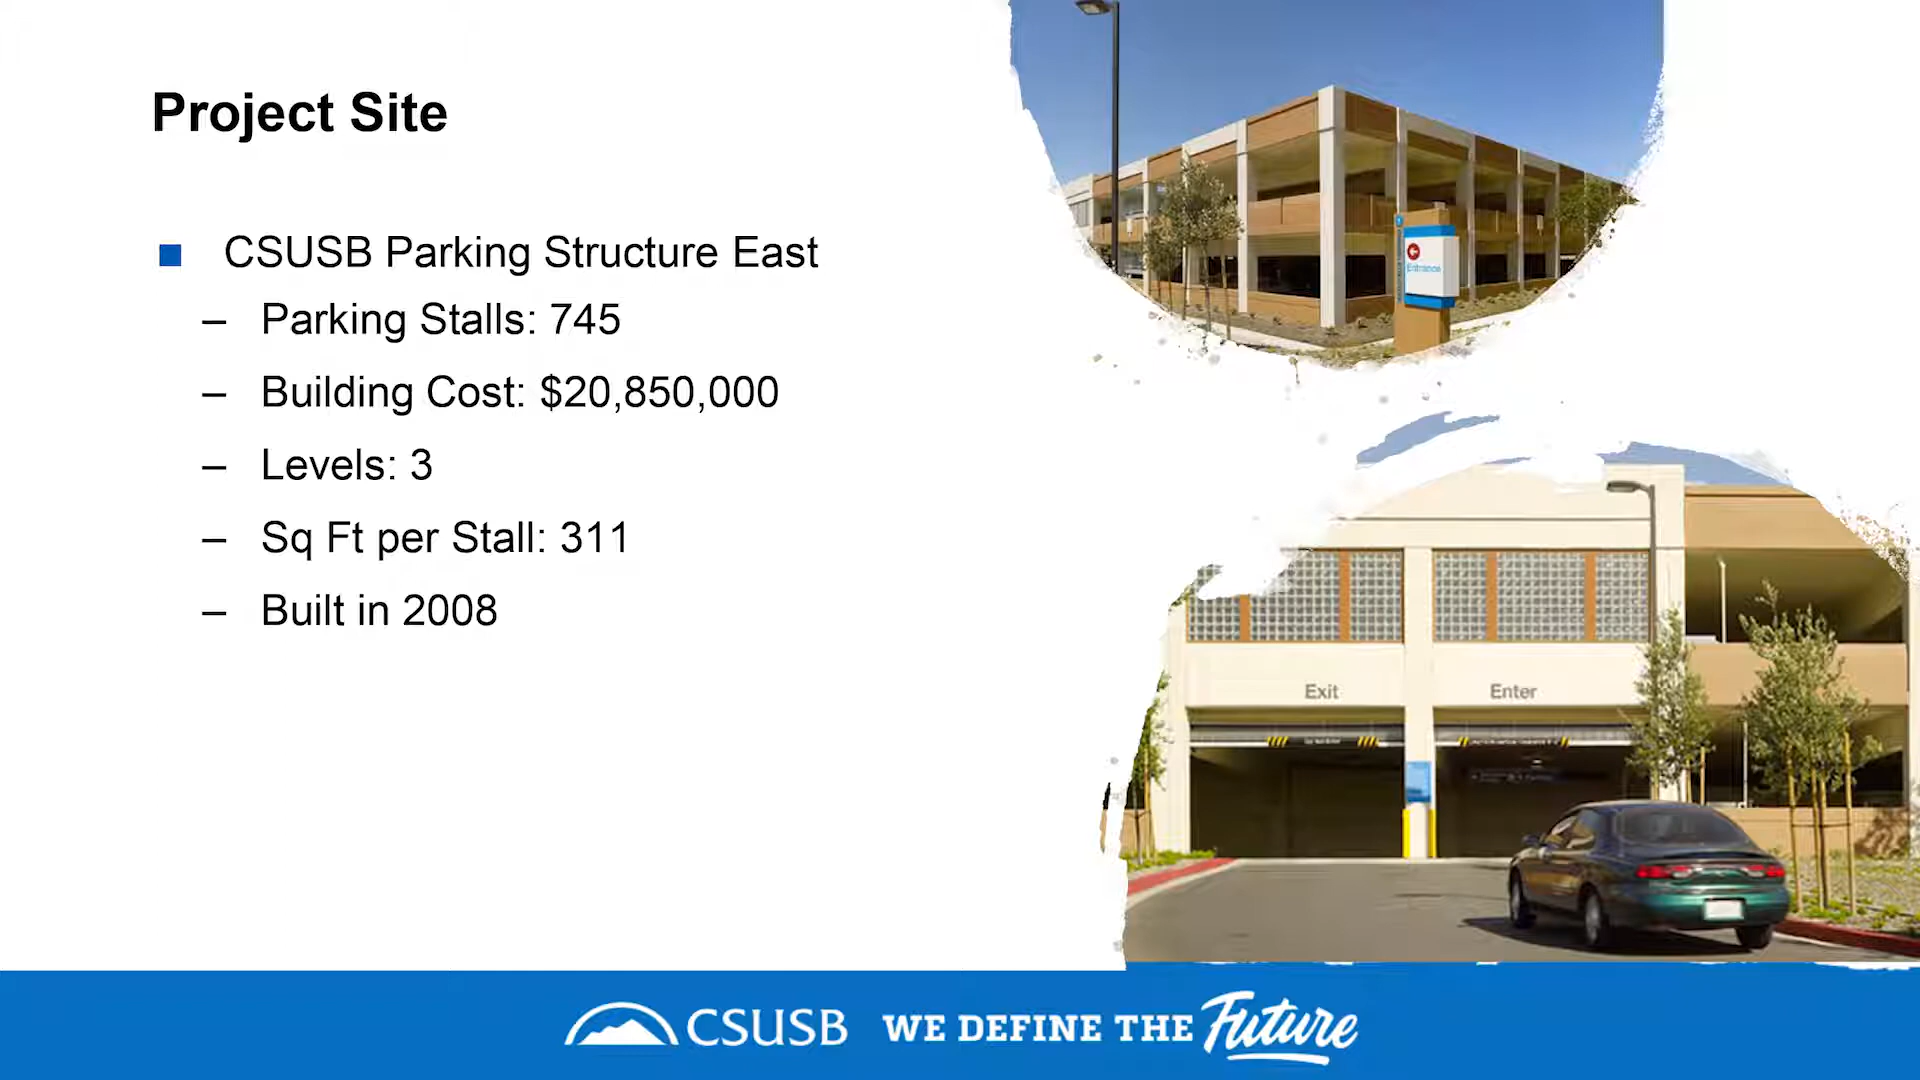 Project Site
CSUSB Parking Structure East
– Parking Stalls: 745
– Building Cost: $20,850,000
– Levels: 3
– Sq Ft per Stall: 311
– Built in 2008
Entrance
Exit
Enter
CSUSB WE DEFINE THE Future